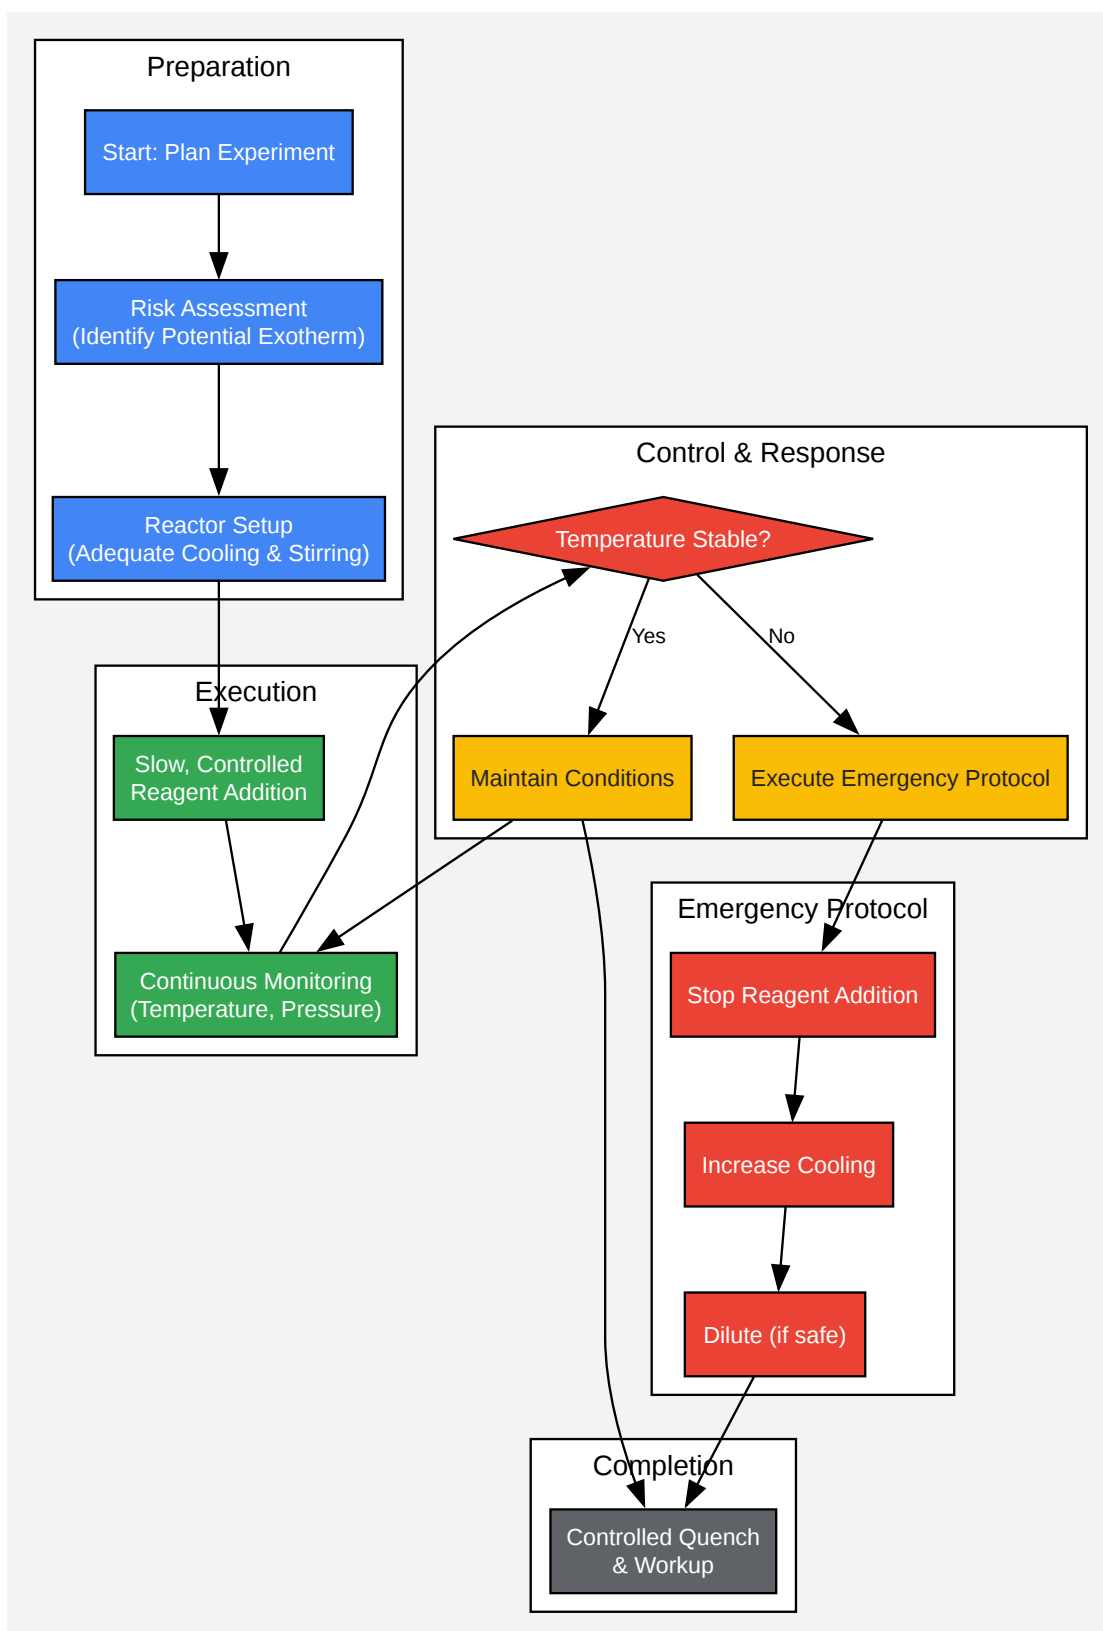 Preparation
Start: Plan Experiment
Risk Assessment
(Identify Potential Exotherm)
Reactor Setup
(Adequate Cooling & Stirring)
Control & Response
Temperature Stable?
Yes
No
Execution
Slow, Controlled
Reagent Addition
Maintain Conditions
Execute Emergency Protocol
Continuous Monitoring
(Temperature, Pressure)
Emergency Protocol
Stop Reagent Addition
Increase Cooling
Dilute (if safe)
Completion
Controlled Quench
& Workup